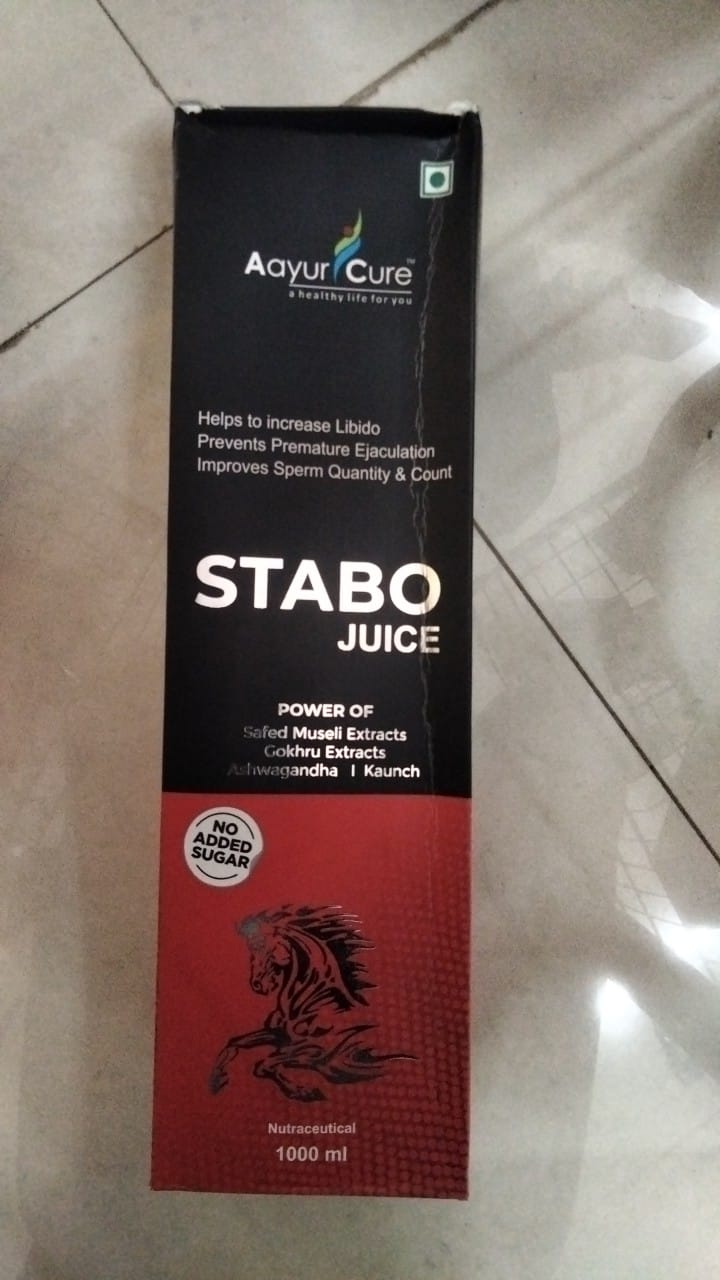 Aayur Cure™
a healthy life for you
Helps to increase Libido
Prevents Premature Ejaculation
Improves Sperm Quantity & Count
STABO
JUICE
POWER OF
Safed Museli Extracts
Gokhru Extracts
Ashwagandha | Kaunch
NO
ADDED
SUGAR
Nutraceutical
1000 ml